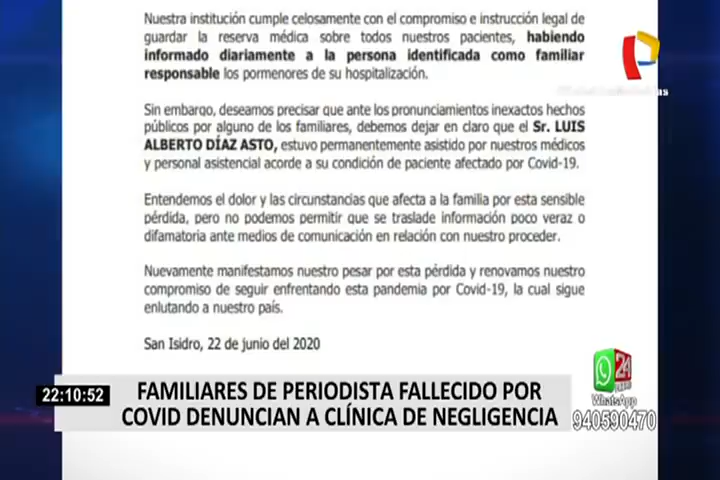 Nuestra institución cumple celosamente con el compromiso e instrucción legal de
guardar la reserva médica sobre todos nuestros pacientes, habiendo
informado diariamente a la persona identificada como familiar
responsable los pormenores de su hospitalización.
Sin embargo, deseamos precisar que ante los pronunciamientos inexactos hechos
públicos por alguno de los familiares, debemos dejar en claro que el Sr. LUIS
ALBERTO DÍAZ ASTO, estuvo permanentemente asistido por nuestros médicos
y personal asistencial acorde a su condición de paciente afectado por Covid-19.
Entendemos el dolor y las circunstancias que afecta a la familia por esta sensible
pérdida, pero no podemos permitir que se traslade información poco veraz o
difamatoria ante medios de comunicación en relación con nuestro proceder.
Nuevamente manifestamos nuestro pesar por esta pérdida y renovamos nuestro
compromiso de seguir enfrentando esta pandemia por Covid-19, la cual sigue
enlutando a nuestro país.
San Isidro, 22 de junio del 2020
22:10:52
FAMILIARES DE PERIODISTA FALLECIDO POR
COVID DENUNCIAN A CLÍNICA DE NEGLIGENCIA
24
WhatsApp
940590470